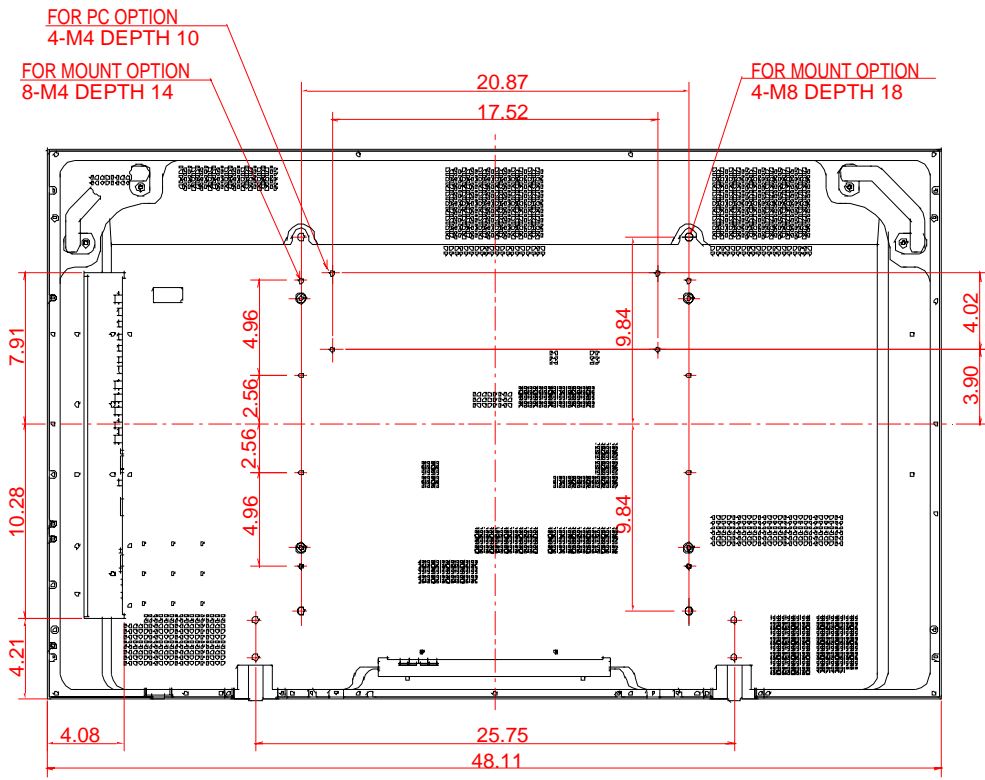 FOR PC OPTION
4-M4 DEPTH 10
FOR MOUNT OPTION
8-M4 DEPTH 14
FOR MOUNT OPTION
4-M8 DEPTH 18
20.87
17.52
7.91
4.96
9.84
4.02
2.56
3.90
2.56
10.28
4.96
9.84
4.21
4.08
25.75
48.11